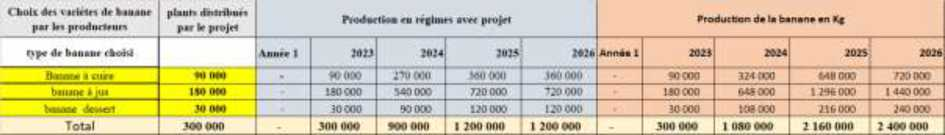 Choix des variètes de banane par les producteurs | plants distribués par le projet | Production en régimes avec projet | Production de la banane en Kg
type de banane choisi | Année 1 | 2023 | 2024 | 2025 | 2026 | Année 1 | 2023 | 2024 | 2025 | 2026
Banane à cuire | 90 000 | - | 90 000 | 270 000 | 360 000 | 360 000 | - | 90 000 | 324 000 | 648 000 | 720 000
banane à jus | 180 000 | - | 180 000 | 540 000 | 720 000 | 720 000 | - | 180 000 | 648 000 | 1 296 000 | 1 440 000
banane dessert | 30 000 | - | 30 000 | 90 000 | 120 000 | 120 000 | - | 30 000 | 108 000 | 216 000 | 240 000
Total | 300 000 | - | 300 000 | 900 000 | 1 200 000 | 1 200 000 | - | 300 000 | 1 080 000 | 2 160 000 | 2 400 000